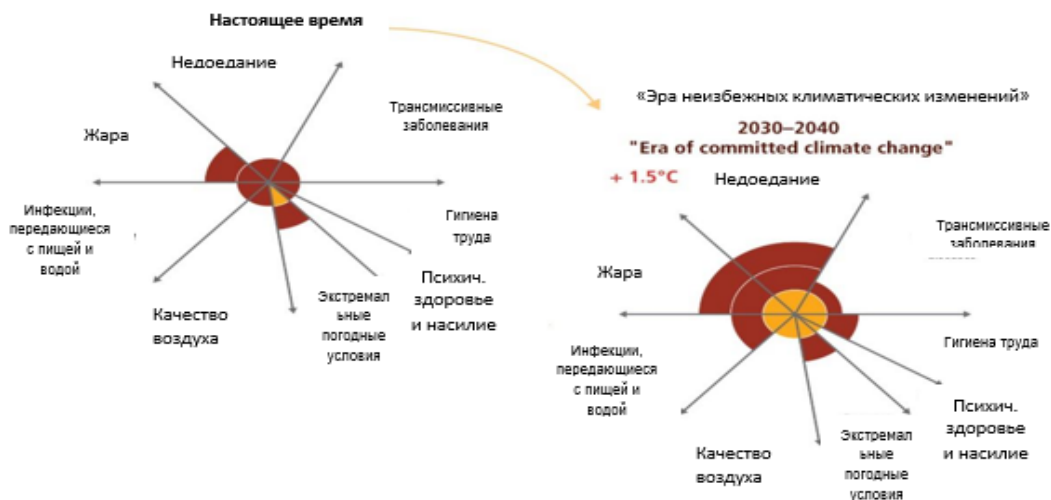 Настоящее время
Недоедание
Трансмиссивные
заболевания
Жара
Инфекции,
передающиеся
с пищей и
водой
Гигиена
труда
Психич.
здоровье
и насилие
Экстремал
ьные
погодные
условия
Качество
воздуха
«Эра неизбежных климатических изменений»
2030–2040
"Era of committed climate change"
+ 1.5°C
Недоедание
Трансмиссивные
заболевания
Жара
Гигиена труда
Инфекции,
передающиеся
с пищей и
водой
Психич.
здоровье
и насилие
Экстремал
ьные
погодные
условия
Качество
воздуха